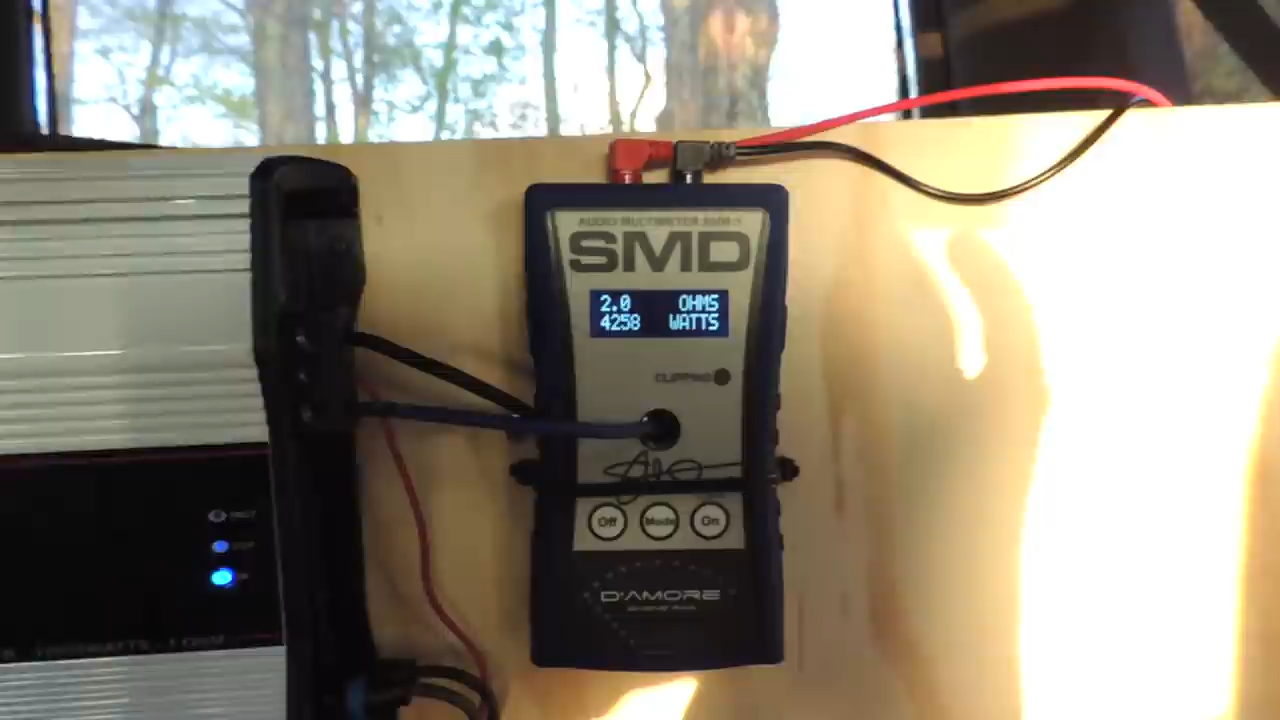 AUDIO MULTIMETER AMM-1
SMD
2.0 OHMS
4258 WATTS
CLIPPING
Off Mode On
D'AMORE